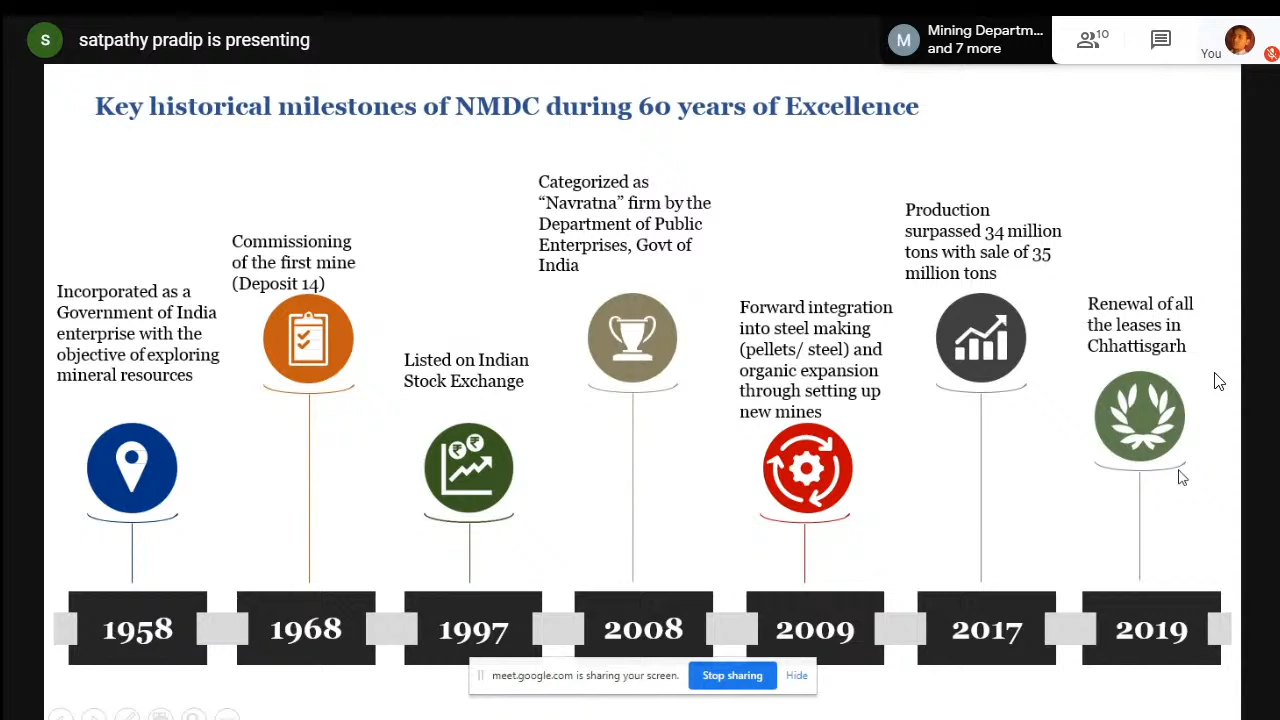 S
satpathy pradip is presenting
M
Mining Departm...
and 7 more
10
You
Key historical milestones of NMDC during 60 years of Excellence
Incorporated as a
Government of India
enterprise with the
objective of exploring
mineral resources
Commissioning
of the first mine
(Deposit 14)
Listed on Indian
Stock Exchange
Categorized as
“Navratna” firm by the
Department of Public
Enterprises, Govt of
India
Forward integration
into steel making
(pellets/ steel) and
organic expansion
through setting up
new mines
Production
surpassed 34 million
tons with sale of 35
million tons
Renewal of all
the leases in
Chhattisgarh
₹ ₹
1958 1968 1997 2008 2009 2017 2019
meet.google.com is sharing your screen. Stop sharing Hide